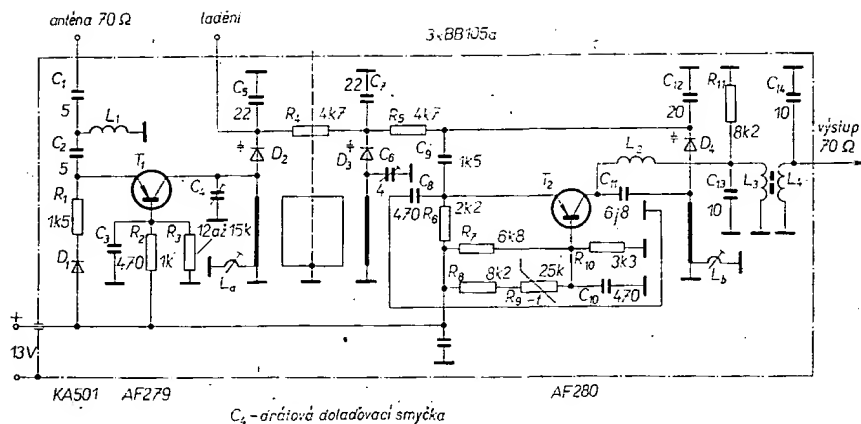 anténa 70 Ω
ladění
3×BB105a
C₁
5
C₂
5
L₁
T₁
R₁
1k5
D₁
C₃
470
R₂
1k
R₃
12až15k
C₄
Lₐ
C₅
22
D₂
R₄
4k7
C₇
22
D₃
R₅
4k7
C₆
4
C₈
470
C₉
1k5
R₆
2k2
R₇
6k8
R₈
8k2
R₉
-t
25k
R₁₀
3k3
C₁₀
470
T₂
L₂
C₁₁
6j8
C₁₂
20
D₄
R₁₁
8k2
C₁₃
10
L₃
L₄
C₁₄
10
L_b
výstup
70 Ω
+
13V
-
KA501
AF279
AF280
C₄-drátová dolaďovací smyčka